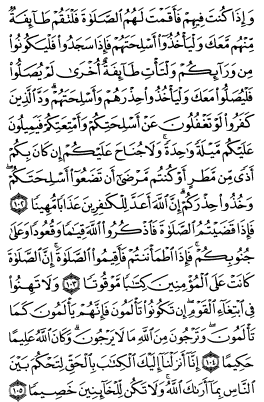 وَإِذَا كُنتَ فِيهِمْ فَأَقَمْتَ لَهُمُ ٱلصَّلَوٰةَ فَلْتَقُمْ طَآئِفَةٌ
مِّنْهُم مَّعَكَ وَلْيَأْخُذُوٓا۟ أَسْلِحَتَهُمْ فَإِذَا سَجَدُوا۟ فَلْيَكُونُوا۟
مِن وَرَآئِكُمْ وَلْتَأْتِ طَآئِفَةٌ أُخْرَىٰ لَمْ يُصَلُّوا۟
فَلْيُصَلُّوا۟ مَعَكَ وَلْيَأْخُذُوا۟ حِذْرَهُمْ وَأَسْلِحَتَهُمْ ۗ وَدَّ ٱلَّذِينَ
كَفَرُوا۟ لَوْ تَغْفُلُونَ عَنْ أَسْلِحَتِكُمْ وَأَمْتِعَتِكُمْ فَيَمِيلُونَ
عَلَيْكُم مَّيْلَةً وَٰحِدَةً ۚ وَلَا جُنَاحَ عَلَيْكُمْ إِن كَانَ بِكُمْ
أَذًى مِّن مَّطَرٍ أَوْ كُنتُم مَّرْضَىٰٓ أَن تَضَعُوٓا۟ أَسْلِحَتَكُمْ ۖ
وَخُذُوا۟ حِذْرَكُمْ ۗ إِنَّ ٱللَّهَ أَعَدَّ لِلْكَٰفِرِينَ عَذَابًا مُّهِينًا ١٠٢
فَإِذَا قَضَيْتُمُ ٱلصَّلَوٰةَ فَٱذْكُرُوا۟ ٱللَّهَ قِيَٰمًا وَقُعُودًا وَعَلَىٰ
جُنُوبِكُمْ ۚ فَإِذَا ٱطْمَأْنَنتُمْ فَأَقِيمُوا۟ ٱلصَّلَوٰةَ ۚ إِنَّ ٱلصَّلَوٰةَ
كَانَتْ عَلَى ٱلْمُؤْمِنِينَ كِتَٰبًا مَّوْقُوتًا ١٠٣ وَلَا تَهِنُوا۟
فِى ٱبْتِغَآءِ ٱلْقَوْمِ ۖ إِن تَكُونُوا۟ تَأْلَمُونَ فَإِنَّهُمْ يَأْلَمُونَ كَمَا
تَأْلَمُونَ ۖ وَتَرْجُونَ مِنَ ٱللَّهِ مَا لَا يَرْجُونَ ۗ وَكَانَ ٱللَّهُ عَلِيمًا
حَكِيمًا ١٠٤ إِنَّآ أَنزَلْنَآ إِلَيْكَ ٱلْكِتَٰبَ بِٱلْحَقِّ لِتَحْكُمَ بَيْنَ
ٱلنَّاسِ بِمَآ أَرَىٰكَ ٱللَّهُ ۚ وَلَا تَكُن لِّلْخَآئِنِينَ خَصِيمًا ١٠٥